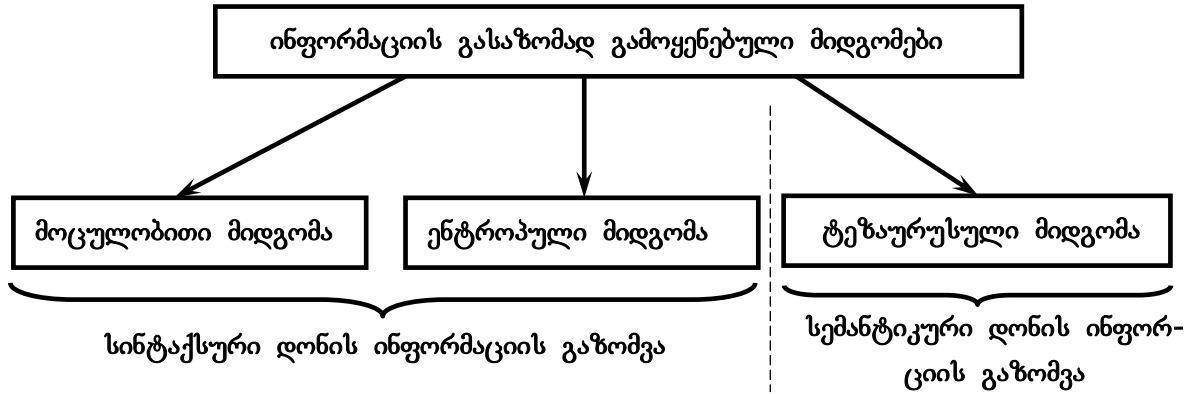 ინფორმაციის გასაზომად გამოყენებული მიდგომები
მოცულობითი მიდგომა
ენტროპული მიდგომა
ტეზაურუსული მიდგომა
სინტაქსური დონის ინფორმაციის გაზომვა
სემანტიკური დონის ინფორ-
ციის გაზომვა